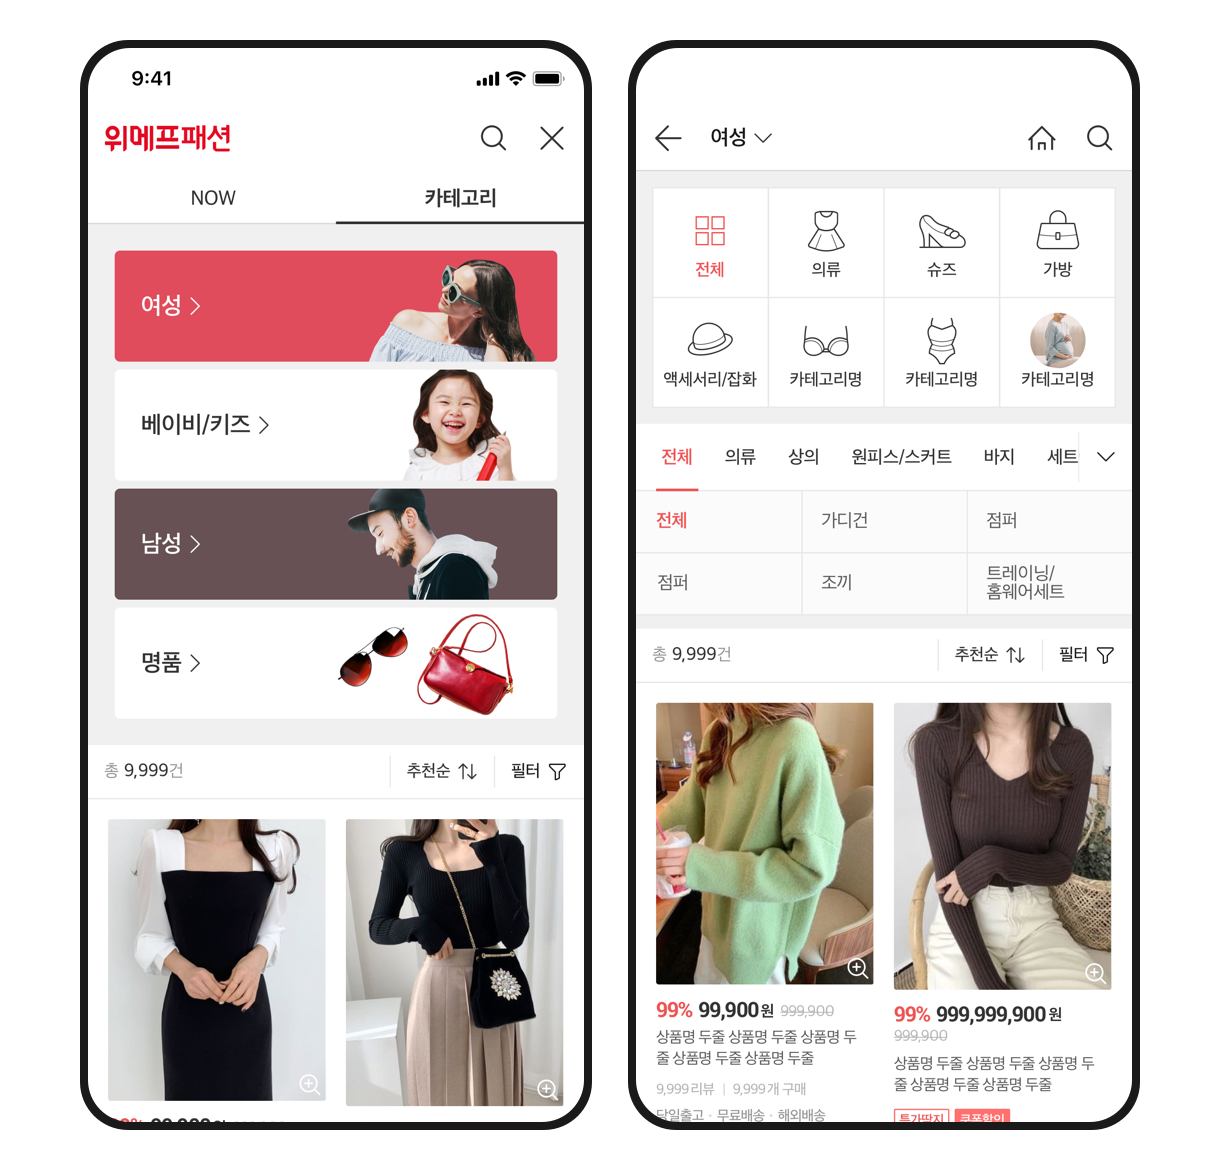 9:41
위메프패션
NOW
카테고리
여성
베이비/키즈
남성
명품
총 9,999건
추천순
필터
여성
전체
의류
슈즈
가방
액세서리/잡화
카테고리명
카테고리명
카테고리명
전체
의류
상의
원피스/스커트
바지
세트
전체
가디건
점퍼
점퍼
조끼
트레이닝/
홈웨어세트
총 9,999건
추천순
필터
99% 99,900원 999,900
상품명 두줄 상품명 두줄 상품명 두
줄 상품명 두줄 상품명 두줄
9,999 리뷰 | 9,999개 구매
당일출고 · 무료배송 · 해외배송
99% 999,999,900원
999,900
상품명 두줄 상품명 두줄 상품명 두
줄 상품명 두줄 상품명 두줄
특가딱지
쿠폰할인